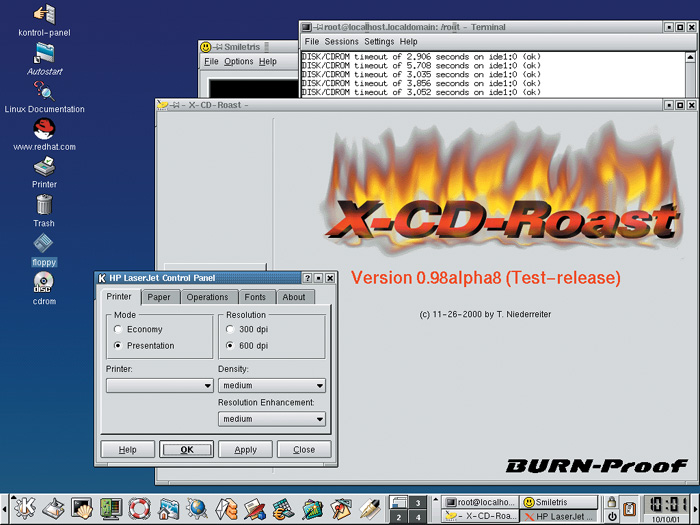 kontrol-panel
Autostart
Linux Documentation
www.redhat.com
Printer
Trash
floppy
cdrom
Smiletris
File Options Help
root@localhost.localdomain: /root - Terminal
File Sessions Settings Help
DISK/CDROM timeout of 2.906 seconds on ide1:0 (ok)
DISK/CDROM timeout of 5.708 seconds on ide1:0 (ok)
DISK/CDROM timeout of 3.035 seconds on ide1:0 (ok)
DISK/CDROM timeout of 3.856 seconds on ide1:0 (ok)
DISK/CDROM timeout of 3.052 seconds on ide1:0 (ok)
- X-CD-Roast -
X-CD-Roast
Version 0.98alpha8 (Test-release)
(c) 11-26-2000 by T. Niederreiter
BURN-Proof
HP LaserJet Control Panel
Printer Paper Operations Fonts About
Mode
Economy
Presentation
Resolution
300 dpi
600 dpi
Printer:
Density:
medium
Resolution Enhancement:
medium
Help OK Apply Close
3
2 4
root@localho...
Smiletris
- X-CD-Roa...
HP LaserJet ...
10:01
10/10/01